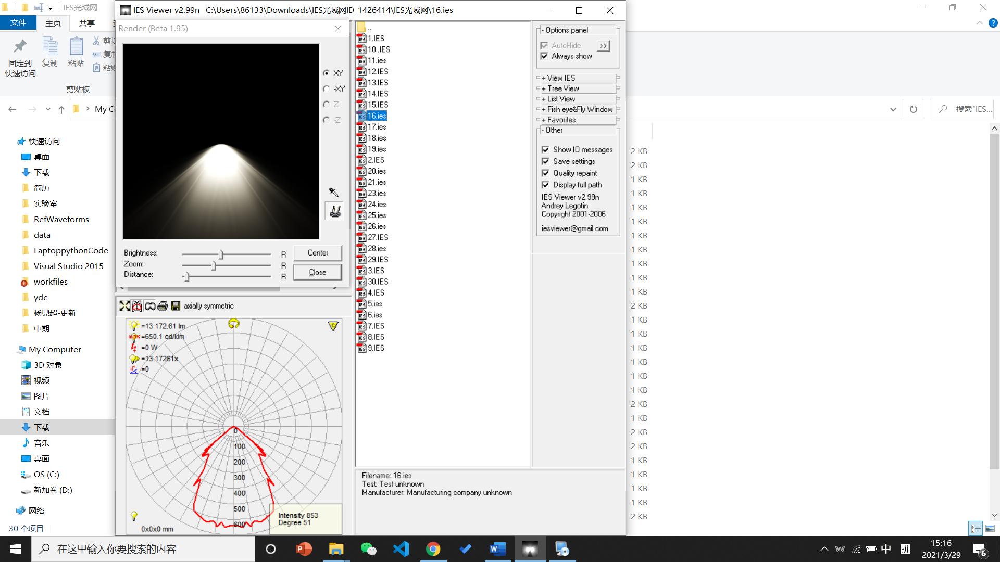 IES光域网
文件
主页
共享
固定到
快速访问
复制
粘贴
剪切
复制
粘贴
剪贴板
My C
快速访问
桌面
下载
简历
实验室
RefWaveforms
data
LaptoppythonCode
Visual Studio 2015
workfiles
ydc
杨鼎超-更新
中期
My Computer
3D 对象
视频
图片
文档
下载
音乐
桌面
OS (C:)
新加卷 (D:)
网络
30 个项目
IES Viewer v2.99n   C:\Users\86133\Downloads\IES光域网ID_1426414\IES光域网\16.ies
Render (Beta 1.95)
XY
-XY
Z
-Z
Brightness:
R
Zoom:
R
Distance:
R
Center
Close
axially symmetric
=13 172.61 lm
max =650.1 cd/klm
=0 W
=13.17261x
=0
C
0
100
200
300
400
500
600
Intensity 853
Degree 51
0x0x0 mm
..
1.IES
10 .IES
11.ies
12.IES
13.IES
14.IES
15.IES
16.ies
17.ies
18.ies
19.ies
2.IES
20.ies
21.ies
23.ies
24.ies
25.ies
26.ies
27.IES
28.ies
29.IES
3.IES
30.IES
4.IES
5.ies
6.ies
7.IES
8.IES
9.IES
- Options panel
AutoHide
>>
Always show
+ View IES
+ Tree View
+ List View
+ Fish eye&Fly Window
+ Favorites
- Other
Show IO messages
Save settings
Quality repaint
Display full path
IES Viewer v2.99n
Andrey Legotin
Copyright 2001-2006
iesviewer@gmail.com
Filename: 16.ies
Test: Test unknown
Manufacturer: Manufacturing company unknown
搜索"IES...
2 KB
2 KB
1 KB
1 KB
1 KB
1 KB
1 KB
1 KB
1 KB
1 KB
1 KB
2 KB
1 KB
1 KB
1 KB
1 KB
1 KB
1 KB
2 KB
1 KB
2 KB
2 KB
1 KB
1 KB
1 KB
1 KB
2 KB
在这里输入你要搜索的内容
中
拼
15:16
2021/3/29
6